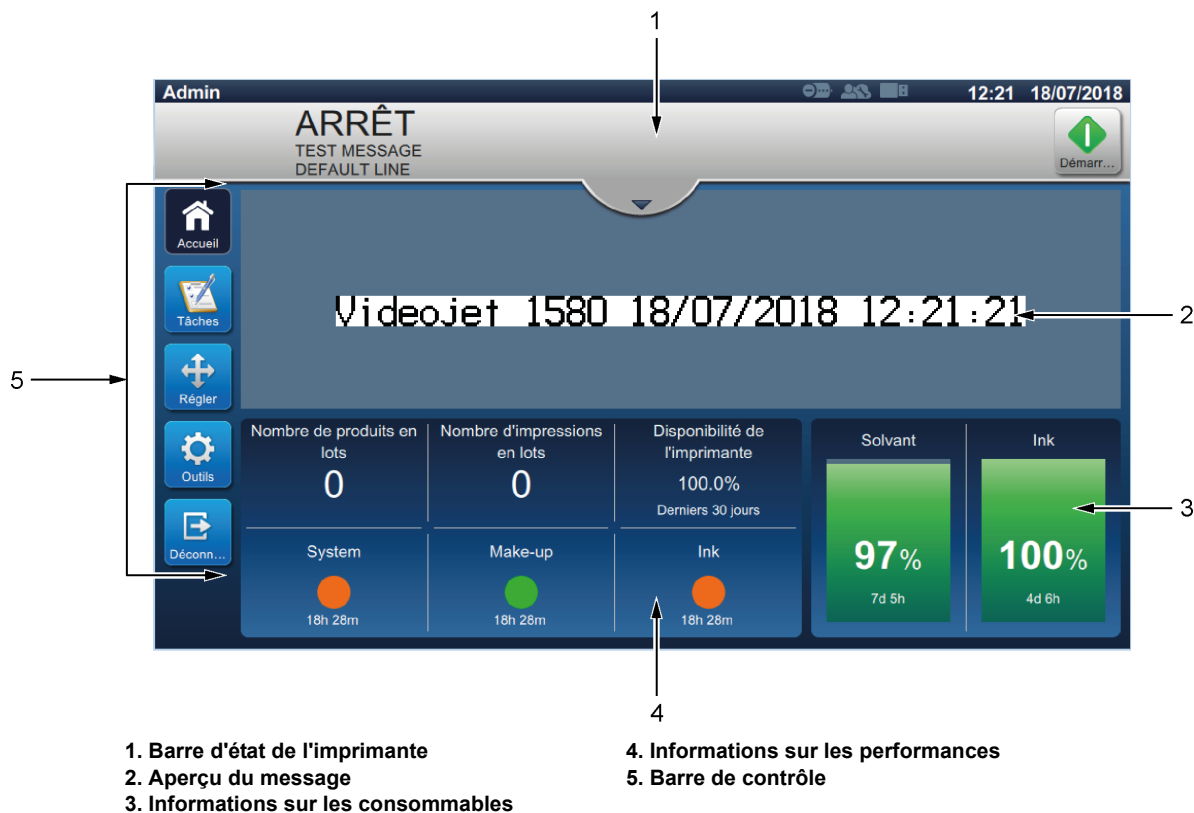 1
Admin
12:21 18/07/2018
ARRÊT
TEST MESSAGE
DEFAULT LINE
Démarr...
Accueil
Tâches
Régler
Outils
Déconn...
5
Videojet 1580 18/07/2018 12:21:21
2
Nombre de produits en
lots
0
Nombre d'impressions
en lots
0
Disponibilité de
l'imprimante
100.0%
Derniers 30 jours
System
18h 28m
Make-up
18h 28m
Ink
18h 28m
Solvant
97%
7d 5h
Ink
100%
4d 6h
3
4
1. Barre d'état de l'imprimante
2. Aperçu du message
3. Informations sur les consommables
4. Informations sur les performances
5. Barre de contrôle